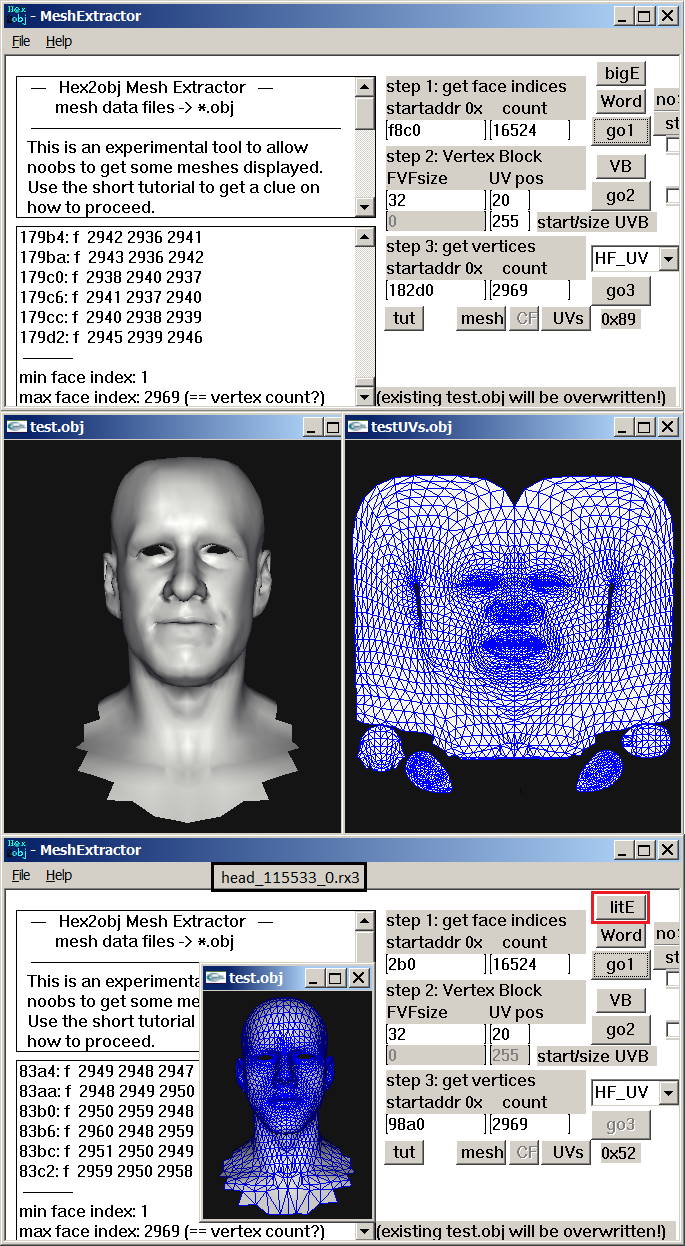 Hex
obj - MeshExtractor
File Help
— Hex2obj Mesh Extractor —
mesh data files -> *.obj
This is an experimental tool to allow
noobs to get some meshes displayed.
Use the short tutorial to get a clue on
how to proceed.
179b4: f 2942 2936 2941
179ba: f 2943 2936 2942
179c0: f 2938 2940 2937
179c6: f 2941 2937 2940
179cc: f 2940 2938 2939
179d2: f 2945 2939 2946
min face index: 1
max face index: 2969 (== vertex count?)
step 1: get face indices
startaddr 0x count
f8c0 16524
bigE
Word
go1
no
st
step 2: Vertex Block
FVFsize UV pos
32 20
0 255 start/size UVB
VB
go2
step 3: get vertices
startaddr 0x count
182d0 2969
HF_UV
go3
tut mesh CF UVs 0x89
(existing test.obj will be overwritten!)
test.obj
testUVs.obj
Hex
obj - MeshExtractor
File Help
head_115533_0.rx3
— Hex2obj Mesh Extractor —
mesh data files -> *.obj
This is an experimenta
noobs to get some me
Use the short tutorial
how to proceed.
test.obj
83a4: f 2949 2948 2947
83aa: f 2948 2949 2950
83b0: f 2950 2959 2948
83b6: f 2960 2948 2959
83bc: f 2951 2950 2949
83c2: f 2959 2950 2958
min face index: 1
max face index: 2969 (== vertex count?)
step 1: get face indices
startaddr 0x count
2b0 16524
litE
Word
go1
no
st
step 2: Vertex Block
FVFsize UV pos
32 20
0 255 start/size UVB
VB
go2
step 3: get vertices
startaddr 0x count
98a0 2969
HF_UV
go3
tut mesh CF UVs 0x52
(existing test.obj will be overwritten!)